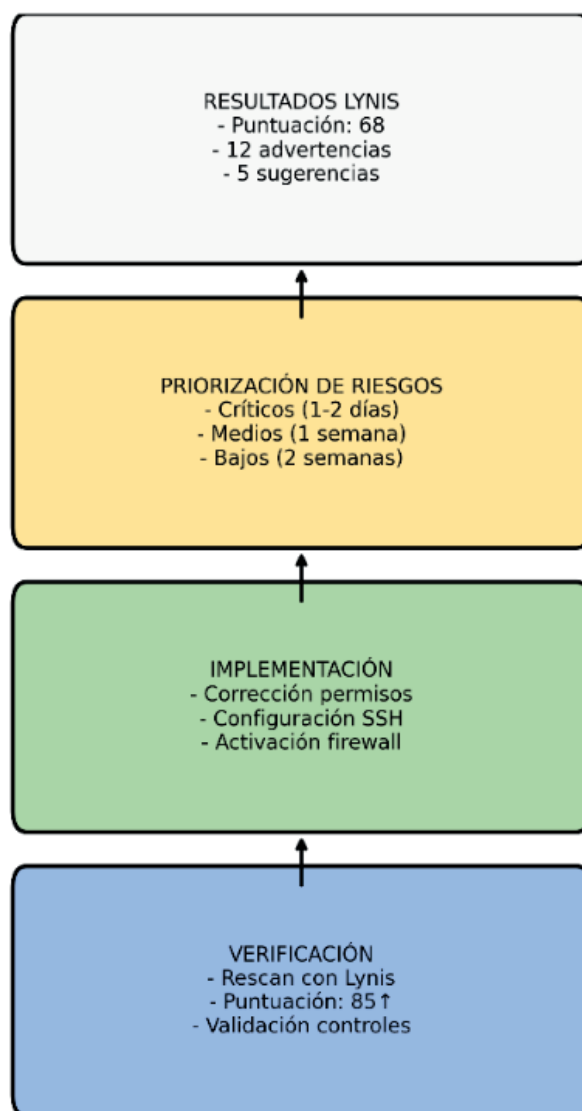 RESULTADOS LYNIS
- Puntuación: 68
- 12 advertencias
- 5 sugerencias
PRIORIZACIÓN DE RIESGOS
- Críticos (1-2 días)
- Medios (1 semana)
- Bajos (2 semanas)
IMPLEMENTACIÓN
- Corrección permisos
- Configuración SSH
- Activación firewall
VERIFICACIÓN
- Rescan con Lynis
- Puntuación: 85↑
- Validación controles